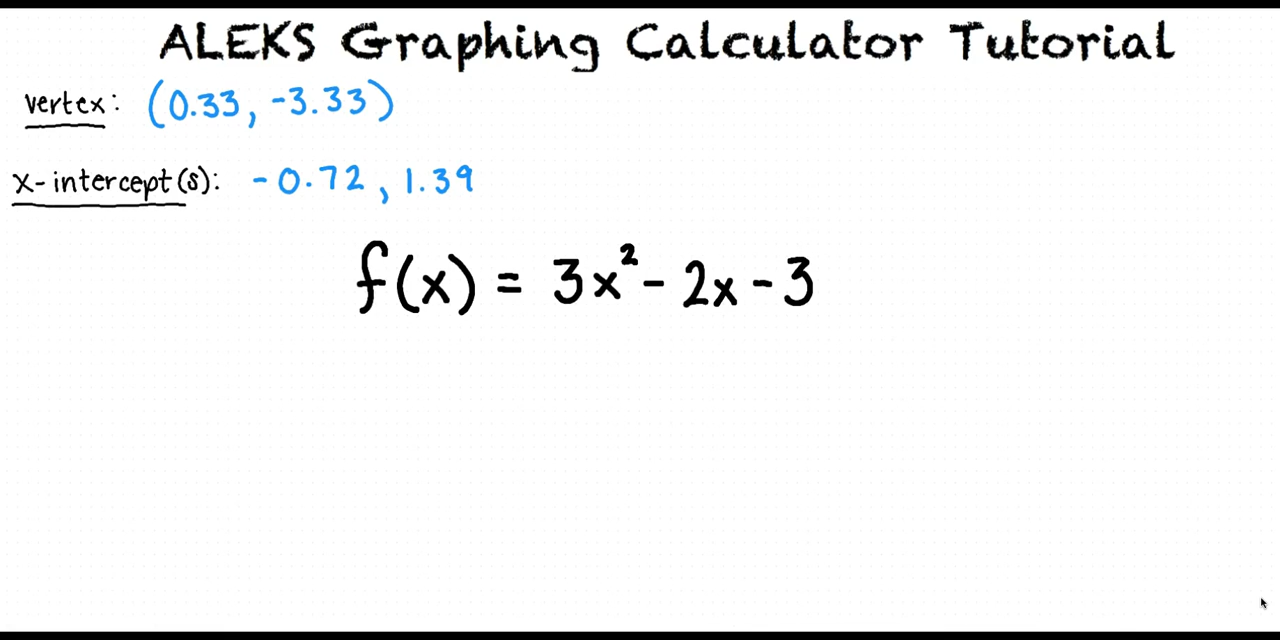 ALEKS Graphing Calculator Tutorial
vertex: (0.33, -3.33)
x-intercept(s): -0.72, 1.39
f(x) = 3x² - 2x - 3